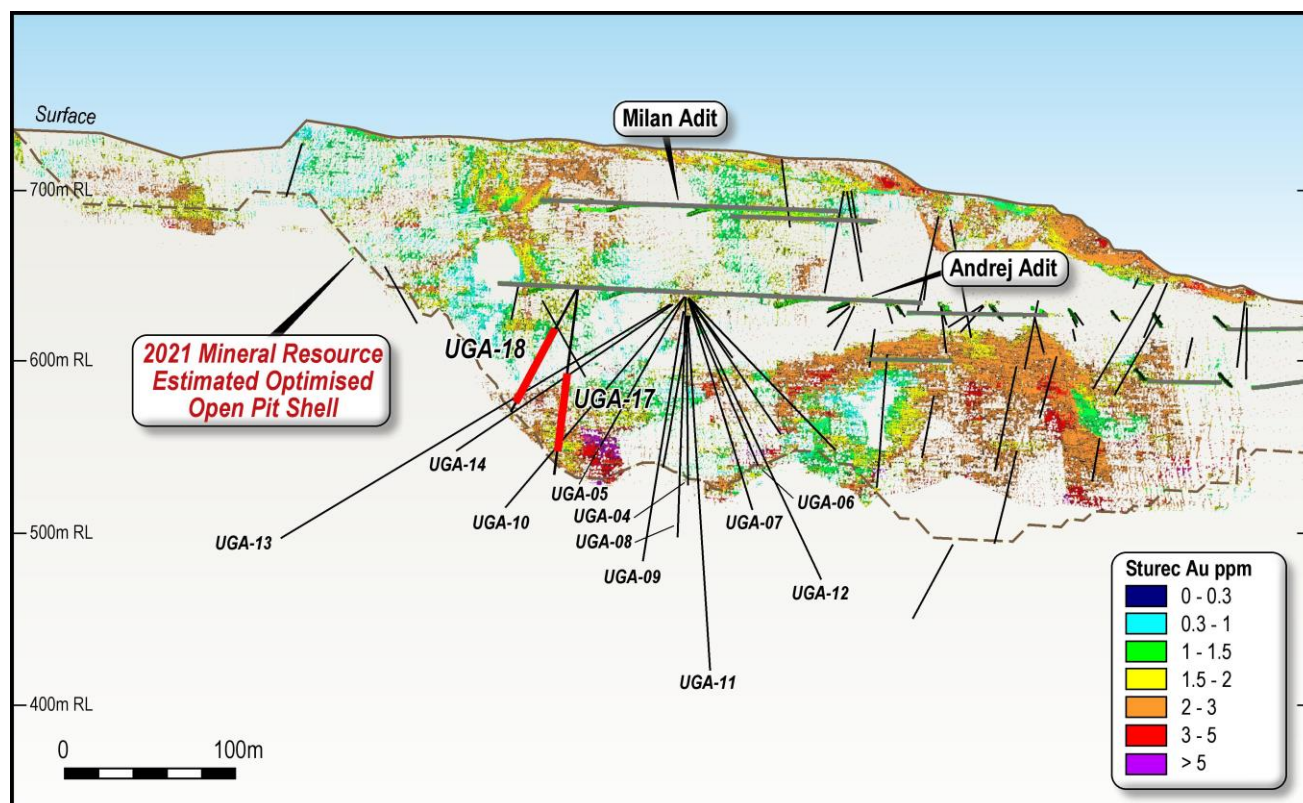 Surface
Milan Adit
700m RL
Andrej Adit
2021 Mineral Resource
Estimated Optimised
Open Pit Shell
600m RL
UGA-18
UGA-17
UGA-14
UGA-05
UGA-10
UGA-04
UGA-06
UGA-07
500m RL
UGA-13
UGA-08
UGA-09
UGA-12
UGA-11
400m RL
0 100m
Sturec Au ppm
0 - 0.3
0.3 - 1
1 - 1.5
1.5 - 2
2 - 3
3 - 5
> 5